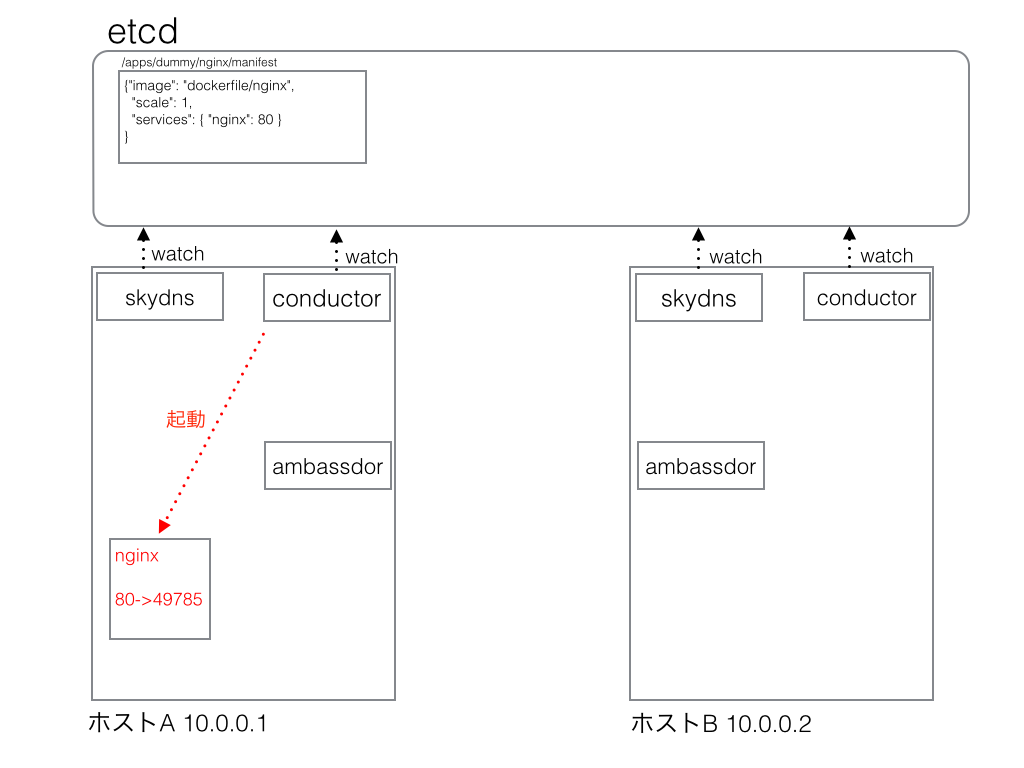 etcd
/apps/dummy/nginx/manifest
{"image": "dockerfile/nginx",
"scale": 1,
"services": { "nginx": 80 }
}
watch
watch
watch
watch
skydns
conductor
skydns
conductor
起動
ambassdor
ambassdor
nginx
80->49785
ホストA 10.0.0.1
ホストB 10.0.0.2